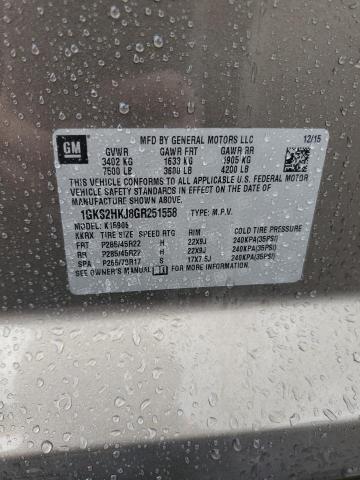 GM
MFD BY GENERAL MOTORS LLC 12/15
GVWR GAWR FRT GAWR RR
3402 KG 1633 KG 1905 KG
7500 LB 3600 LB 4200 LB
THIS VEHICLE CONFORMS TO ALL APPLICABLE U.S. FEDERAL MOTOR
VEHICLE SAFETY STANDARDS IN EFFECT ON THE DATE OF
MANUFACTURE SHOWN ABOVE.
1GKS2HKJ8GR251558 TYPE: M.P.V.
MODEL: K15906
KKRX TIRE SIZE SPEED RTG RIM COLD TIRE PRESSURE
FRT P285/45R22 H 22X9J 240KPA(35PSI)
RR P285/45R22 H 22X9J 240KPA(35PSI)
SPA P265/70R17 S 17X7.5J 240KPA(35PSI)
SEE OWNER'S MANUAL